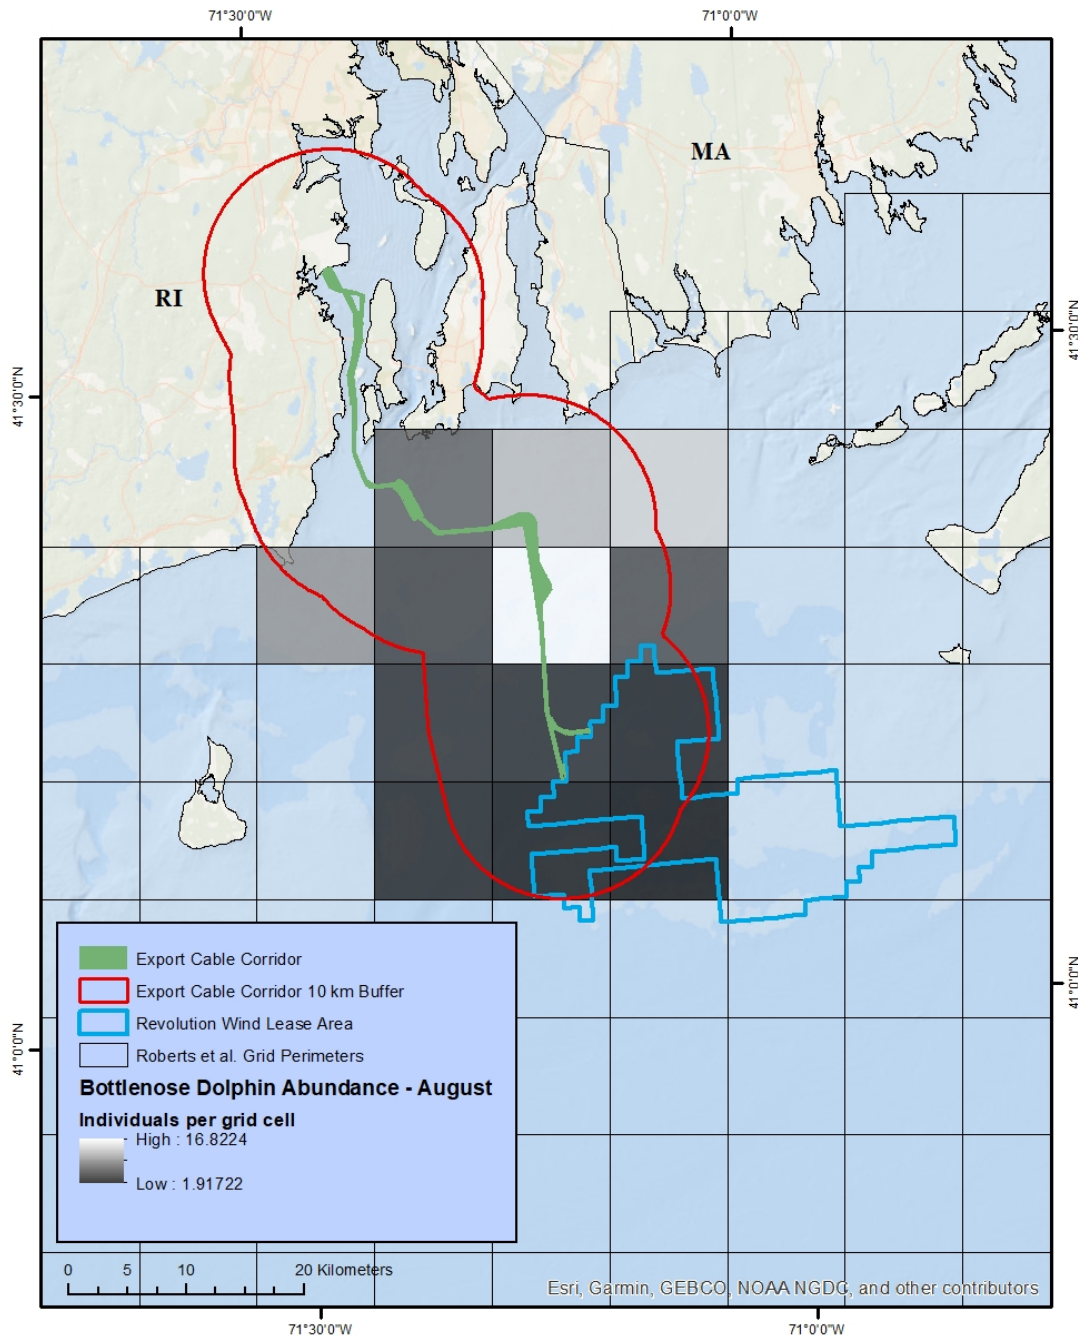 71°30'0"W
71°0'0"W
MA
RI
41°30'0"N
41°30'0"N
41°0'0"N
41°0'0"N
Export Cable Corridor
Export Cable Corridor 10 km Buffer
Revolution Wind Lease Area
Roberts et al. Grid Perimeters
Bottlenose Dolphin Abundance - August
Individuals per grid cell
High : 16.8224
Low : 1.91722
0 5 10 20 Kilometers
Esri, Garmin, GEBCO, NOAA NGDC, and other contributors
71°30'0"W
71°0'0"W